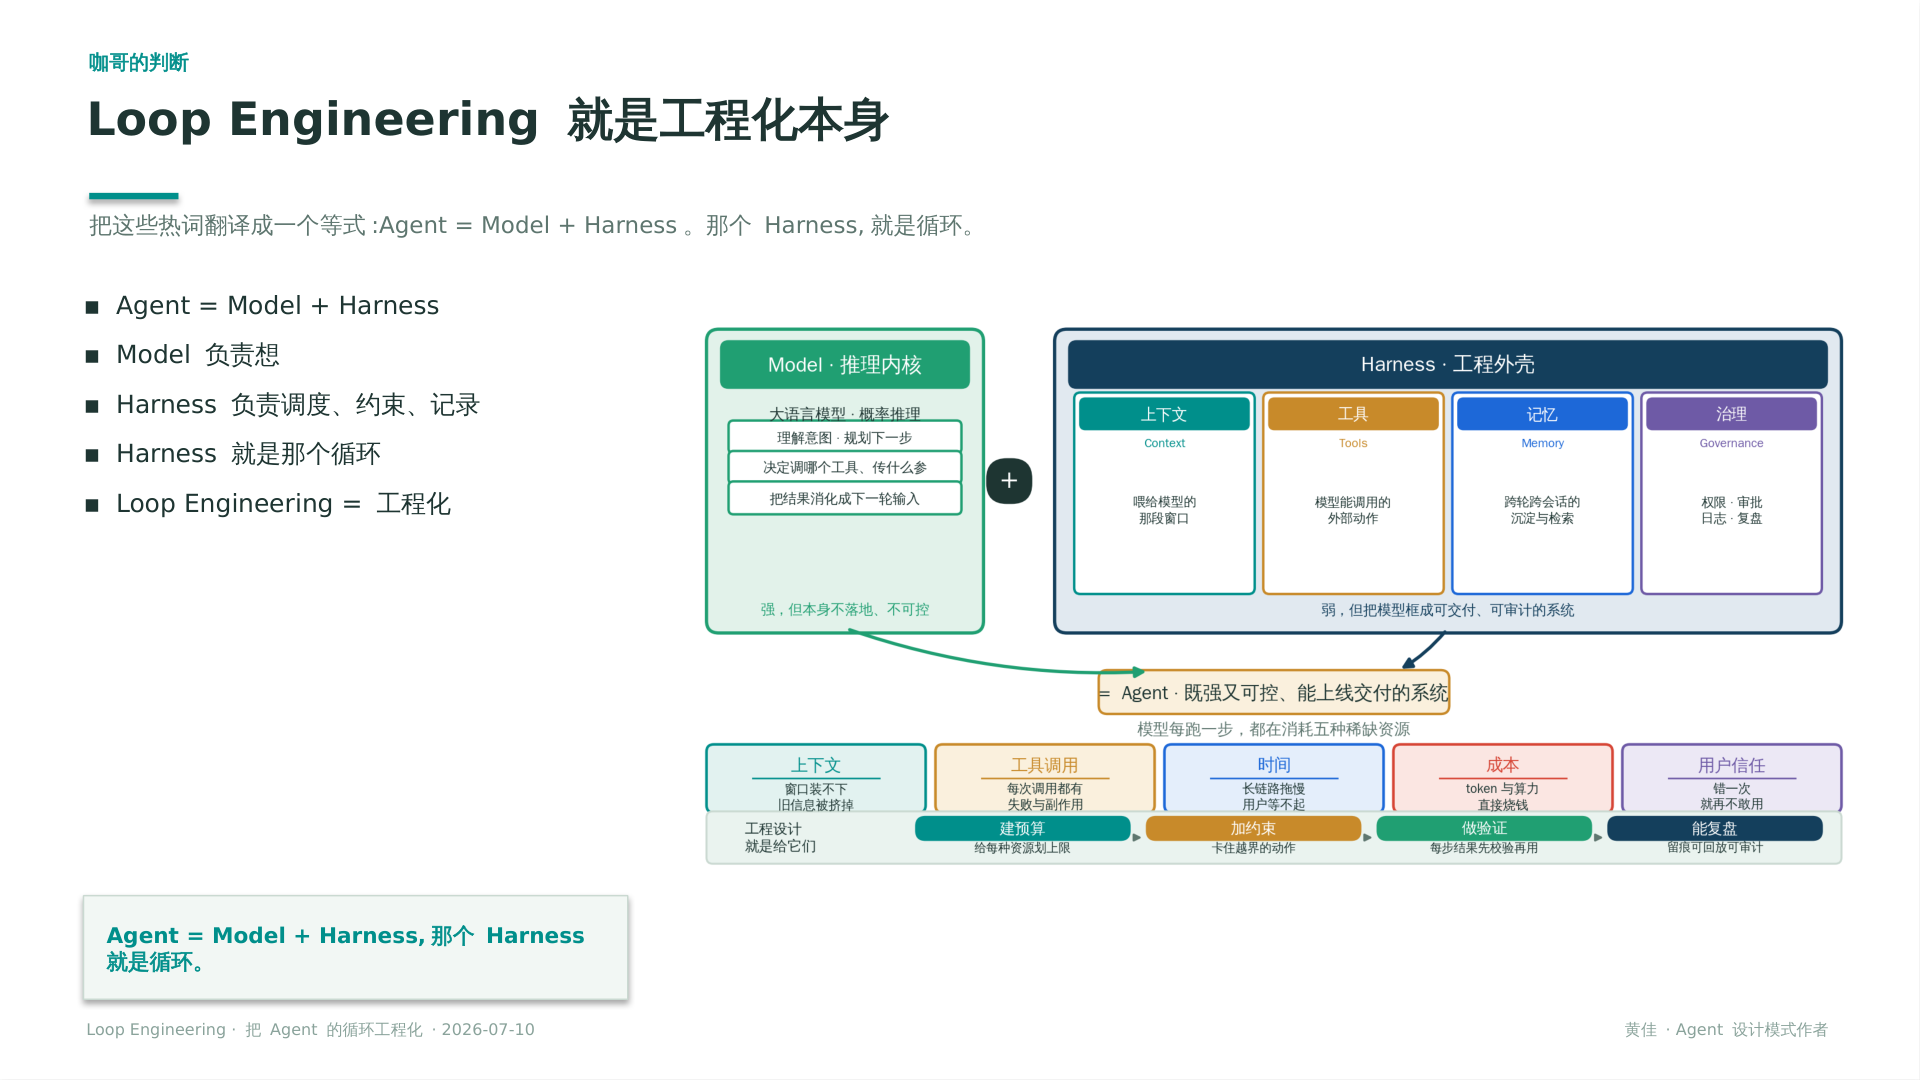 咖哥的判断
Loop Engineering 就是工程化本身
把这些热词翻译成一个等式:Agent = Model + Harness。那个 Harness,就是循环。
■ Agent = Model + Harness
■ Model 负责想
■ Harness 负责调度、约束、记录
■ Harness 就是那个循环
■ Loop Engineering = 工程化
Model · 推理内核
大语言模型 · 概率推理
理解意图 · 规划下一步
决定调哪个工具、传什么参
把结果消化成下一轮输入
强，但本身不落地、不可控
+
Harness · 工程外壳
上下文
Context
喂给模型的
那段窗口
工具
Tools
模型能调用的
外部动作
记忆
Memory
跨轮跨会话的
沉淀与检索
治理
Governance
权限 · 审批
日志 · 复盘
弱，但把模型框成可交付、可审计的系统
= Agent · 既强又可控、能上线交付的系统
模型每跑一步，都在消耗五种稀缺资源
上下文
窗口装不下
旧信息被挤掉
工具调用
每次调用都有
失败与副作用
时间
长链路拖慢
用户等不起
成本
token 与算力
直接烧钱
用户信任
错一次
就再不敢用
工程设计
就是给它们
建预算
给每种资源划上限
加约束
卡住越界的动作
做验证
每步结果先校验再用
能复盘
留痕可回放可审计
Agent = Model + Harness,那个 Harness
就是循环。
Loop Engineering · 把 Agent 的循环工程化 · 2026-07-10
黄佳 · Agent 设计模式作者